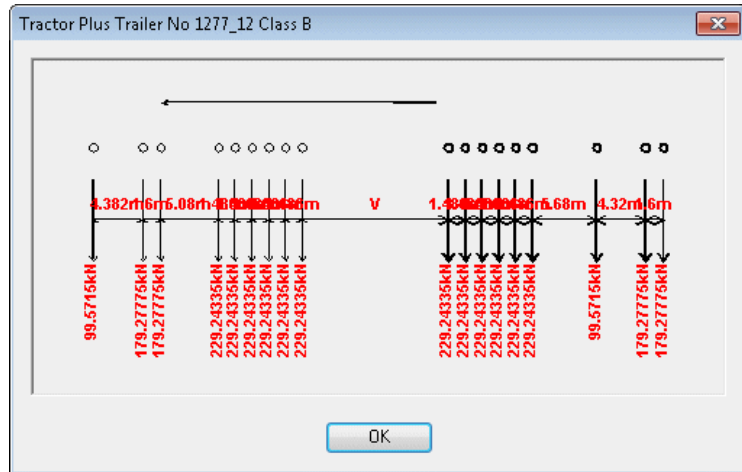 Tractor Plus Trailer No 1277_12 Class B
4.382m 1.6m 5.08m V 5.68m 4.32m 1.6m
99.5715kN 179.27775kN 179.27775kN 229.24335kN 229.24335kN 229.24335kN 229.24335kN 229.24335kN 229.24335kN 229.24335kN 229.24335kN 229.24335kN 229.24335kN 229.24335kN 229.24335kN 99.5715kN 179.27775kN 179.27775kN
OK